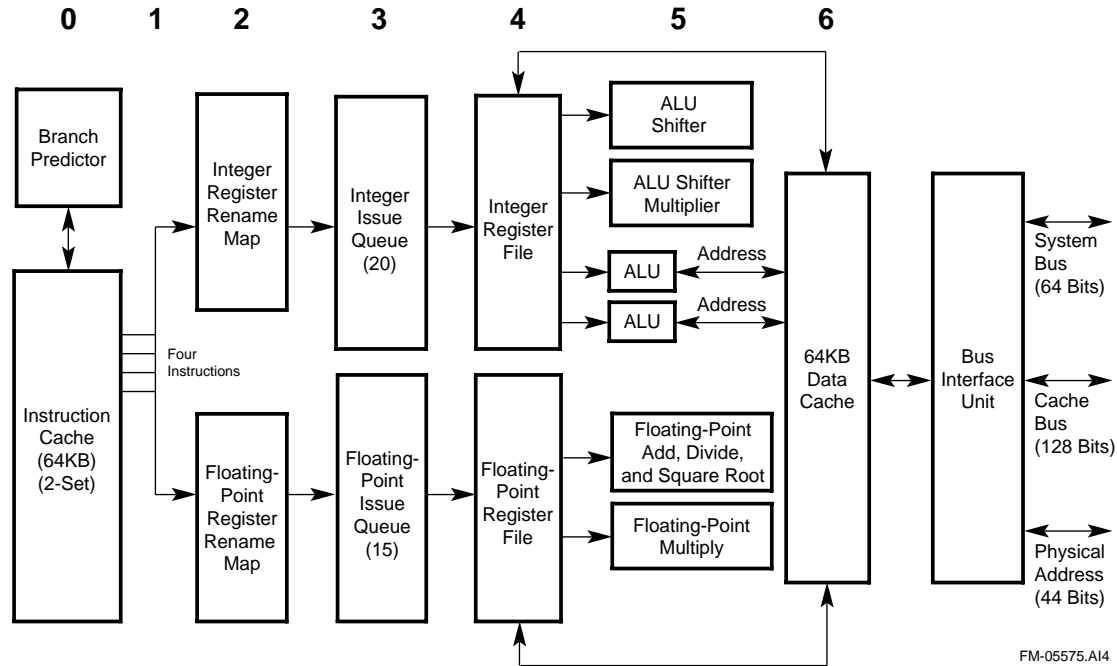 0 1 2 3 4 5 6
Branch
Predictor
Instruction
Cache
(64KB)
(2-Set)
Four
Instructions
Integer
Register
Rename
Map
Floating-
Point
Register
Rename
Map
Integer
Issue
Queue
(20)
Floating-
Point
Issue
Queue
(15)
Integer
Register
File
Floating-
Point
Register
File
ALU
Shifter
ALU Shifter
Multiplier
ALU
Address
ALU
Address
Floating-Point
Add, Divide,
and Square Root
Floating-Point
Multiply
64KB
Data
Cache
Bus
Interface
Unit
System
Bus
(64 Bits)
Cache
Bus
(128 Bits)
Physical
Address
(44 Bits)
FM-05575.AI4